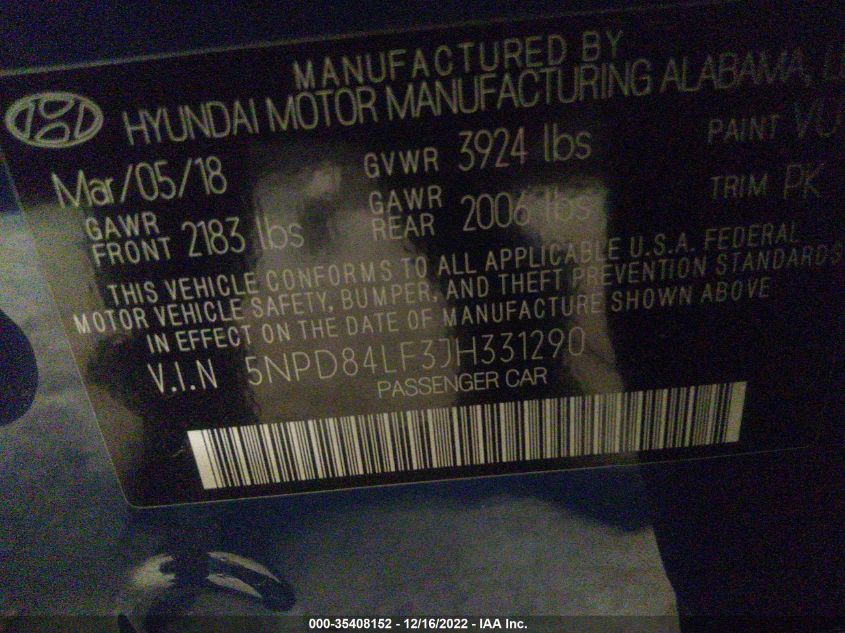 MANUFACTURED BY
HYUNDAI MOTOR MANUFACTURING ALABAMA,
Mar/05/18 GVWR 3924 lbs PAINT
GAWR FRONT 2183 lbs GAWR REAR 2006 lbs TRIM PK
THIS VEHICLE CONFORMS TO ALL APPLICABLE U.S.A. FEDERAL
MOTOR VEHICLE SAFETY, BUMPER, AND THEFT PREVENTION STANDARDS
IN EFFECT ON THE DATE OF MANUFACTURE SHOWN ABOVE
V.I.N 5NPD84LF3JH331290
PASSENGER CAR
000-35408152 - 12/16/2022 - IAA Inc.